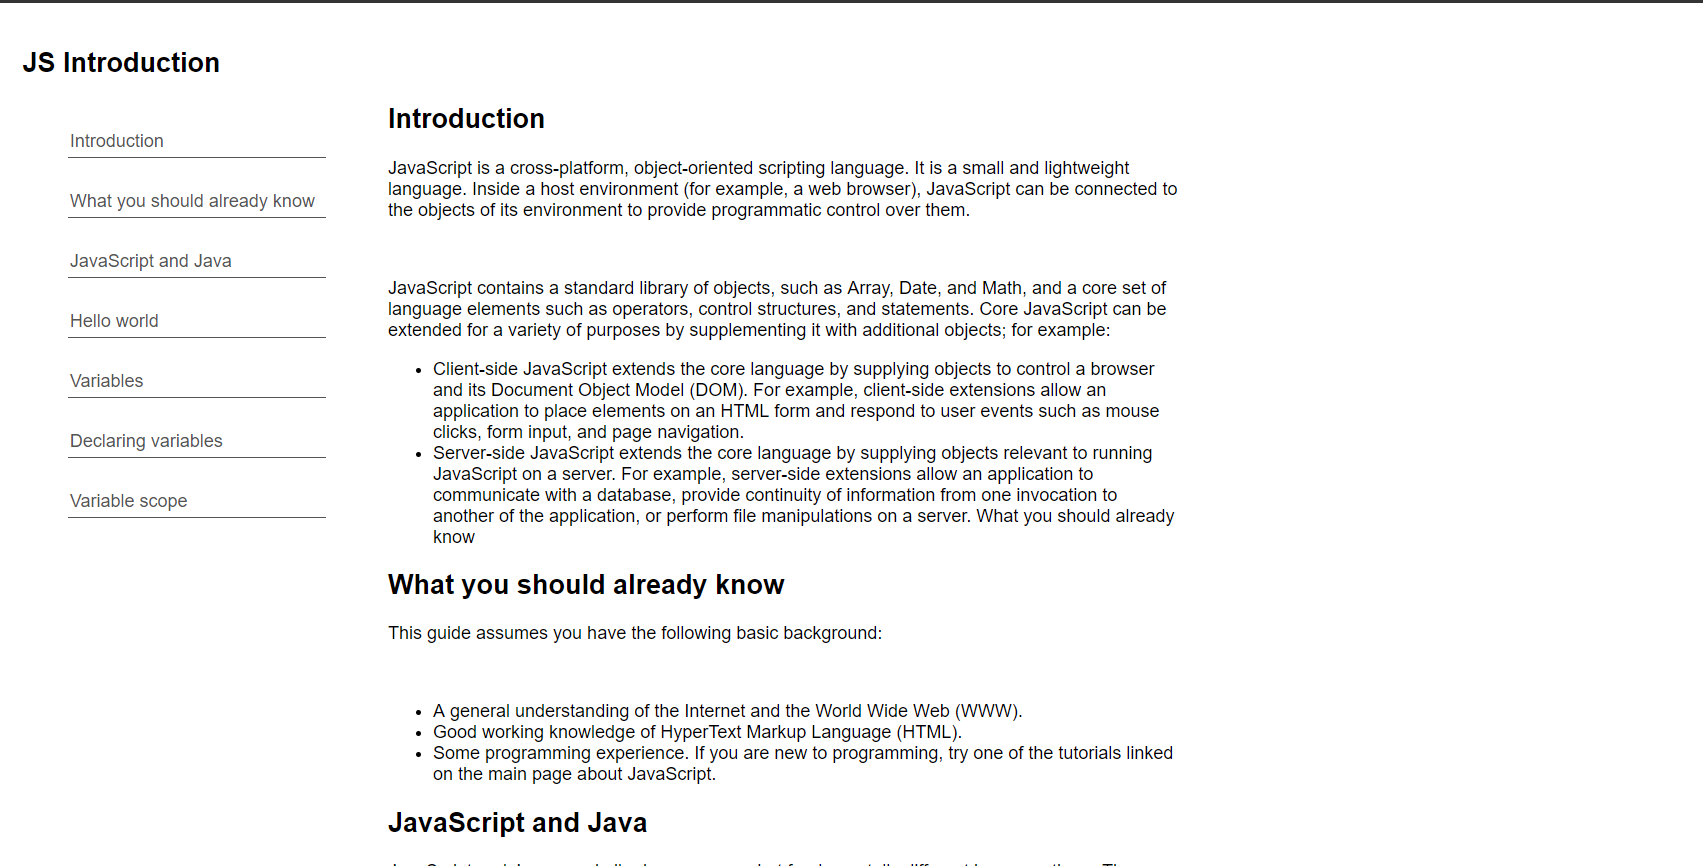 JS Introduction
Introduction
What you should already know
JavaScript and Java
Hello world
Variables
Declaring variables
Variable scope
Introduction
JavaScript is a cross-platform, object-oriented scripting language. It is a small and lightweight
language. Inside a host environment (for example, a web browser), JavaScript can be connected to
the objects of its environment to provide programmatic control over them.
JavaScript contains a standard library of objects, such as Array, Date, and Math, and a core set of
language elements such as operators, control structures, and statements. Core JavaScript can be
extended for a variety of purposes by supplementing it with additional objects; for example:
• Client-side JavaScript extends the core language by supplying objects to control a browser
and its Document Object Model (DOM). For example, client-side extensions allow an
application to place elements on an HTML form and respond to user events such as mouse
clicks, form input, and page navigation.
• Server-side JavaScript extends the core language by supplying objects relevant to running
JavaScript on a server. For example, server-side extensions allow an application to
communicate with a database, provide continuity of information from one invocation to
another of the application, or perform file manipulations on a server. What you should already
know
What you should already know
This guide assumes you have the following basic background:
• A general understanding of the Internet and the World Wide Web (WWW).
• Good working knowledge of HyperText Markup Language (HTML).
• Some programming experience. If you are new to programming, try one of the tutorials linked
on the main page about JavaScript.
JavaScript and Java